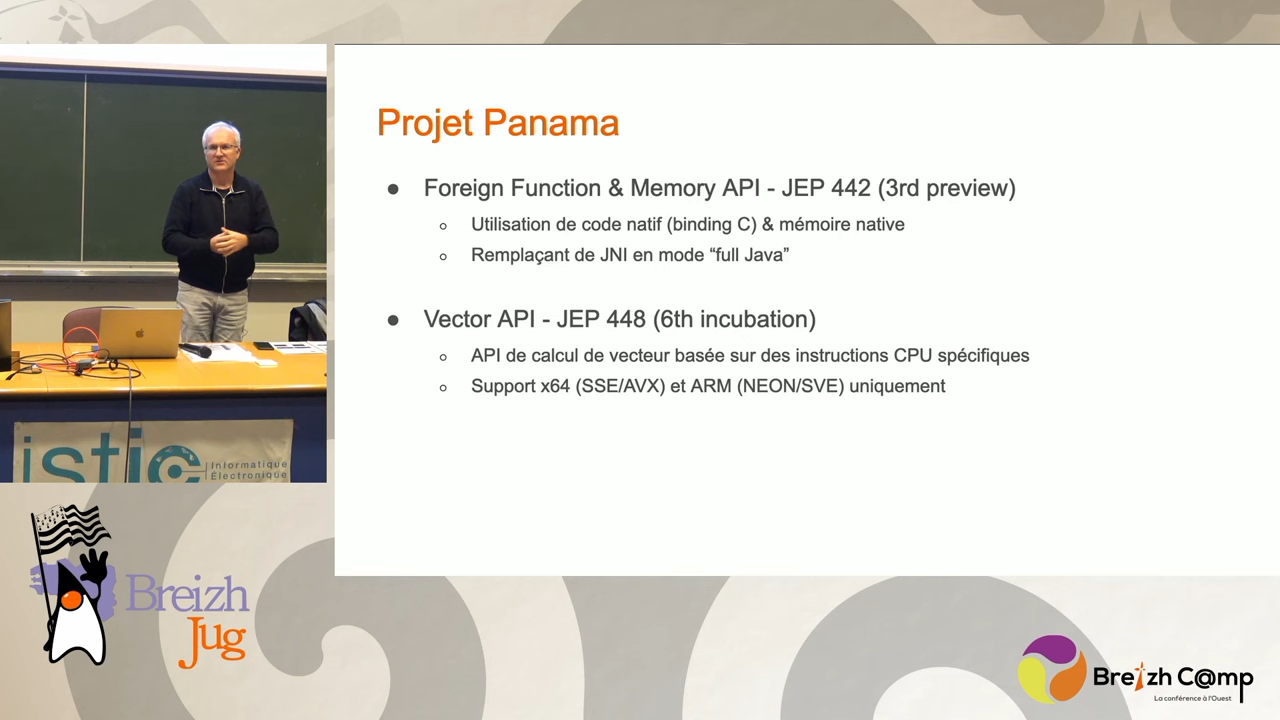 Projet Panama
● Foreign Function & Memory API - JEP 442 (3rd preview)
○ Utilisation de code natif (binding C) & mémoire native
○ Remplaçant de JNI en mode “full Java”
● Vector API - JEP 448 (6th incubation)
○ API de calcul de vecteur basée sur des instructions CPU spécifiques
○ Support x64 (SSE/AVX) et ARM (NEON/SVE) uniquement
istic
Informatique
Électronique
Breizh
Jug
Breizh C@mp
La conférence à l'Ouest